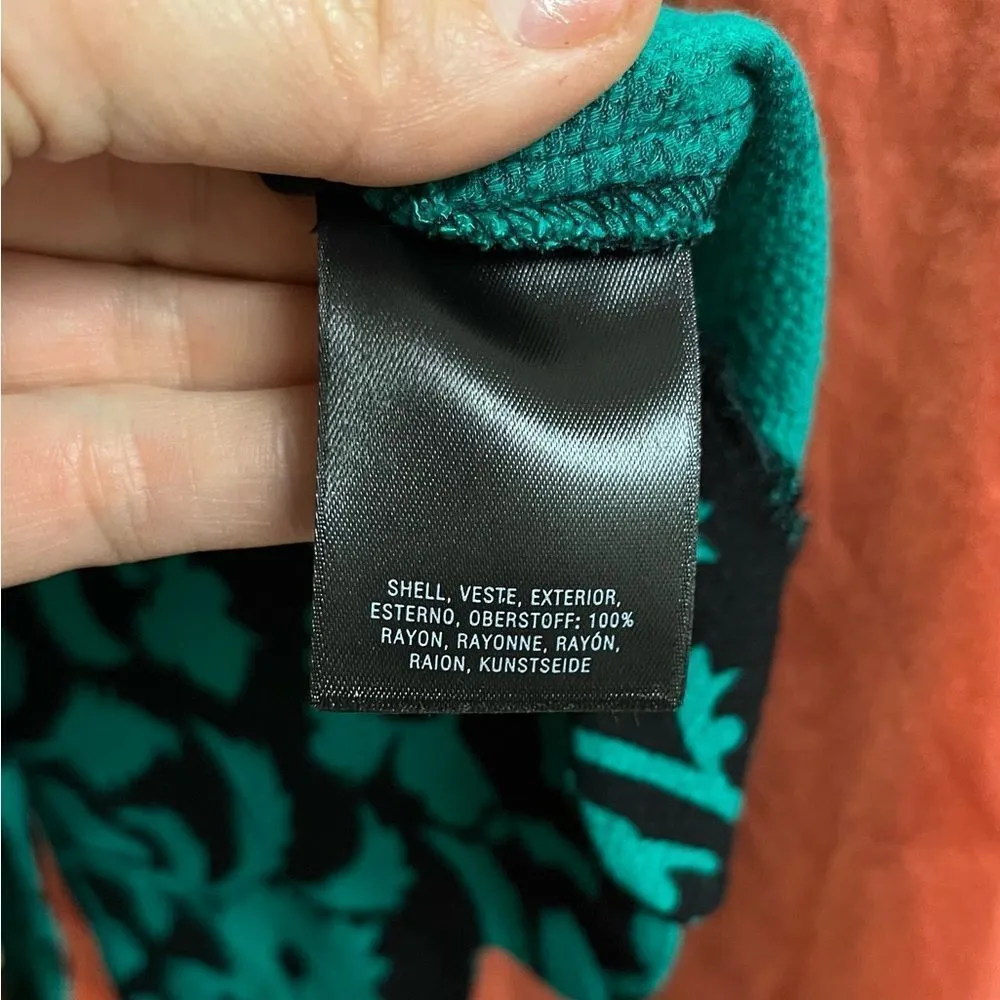 SHELL, VESTE, EXTERIOR,
ESTERNO, OBERSTOFF: 100%
RAYON, RAYONNE, RAYÓN,
RAION, KUNSTSEIDE